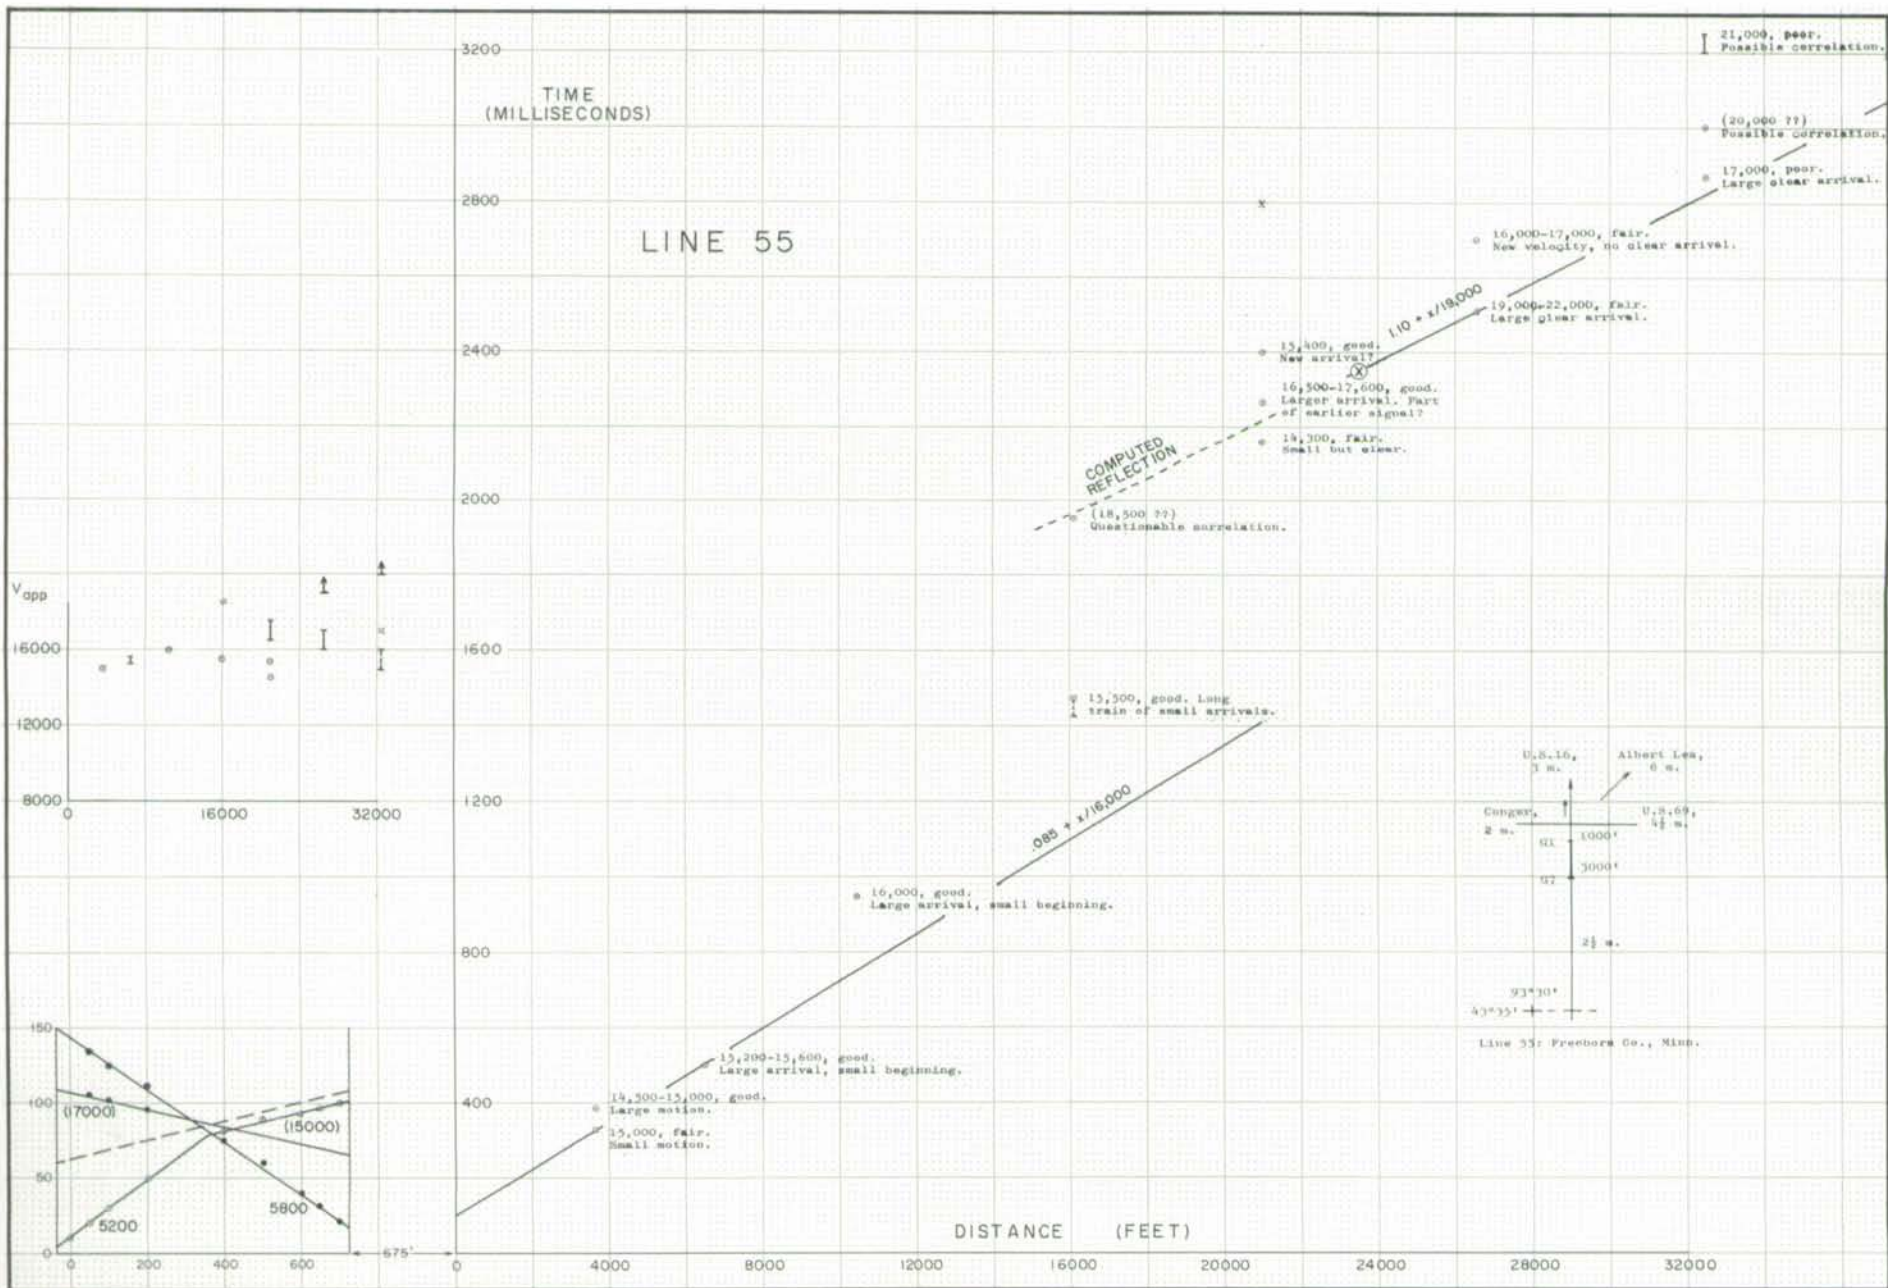 3200
TIME
(MILLISECONDS)
21,000, poor.
Possible correlation.
(20,000 ??)
Possible correlation.
17,000, poor.
Large clear arrival.
2800
x
LINE 55
16,000-17,000, fair.
New velocity, no clear arrival.
1.10 + x/19,000
19,000-22,000, fair.
Large clear arrival.
2400
15,400, good.
New arrival?
X
16,500-17,600, good.
Larger arrival. Part
of earlier signal?
14,300, fair.
Small but clear.
COMPUTED
REFLECTION
2000
(18,500 ??)
Questionable correlation.
V app
16000
12000
8000
0
16000
32000
1600
15,500, good. Long
train of small arrivals.
1200
.085 + x/16,000
U.S.16,
3 m.
Albert Lea,
6 m.
Conger,
2 m.
U.S.69,
4½ m.
1000'
3000'
2½ m.
93°30'
43°35'
Line 55: Freeborn Co., Minn.
16,000, good.
Large arrival, small beginning.
800
15,200-15,600, good.
Large arrival, small beginning.
400
14,500-15,000, good.
Large motion.
15,000, fair.
Small motion.
150
100
(17000)
(15000)
50
5200
5800
0
0
200
400
600
675'
DISTANCE (FEET)
0
4000
8000
12000
16000
20000
24000
28000
32000